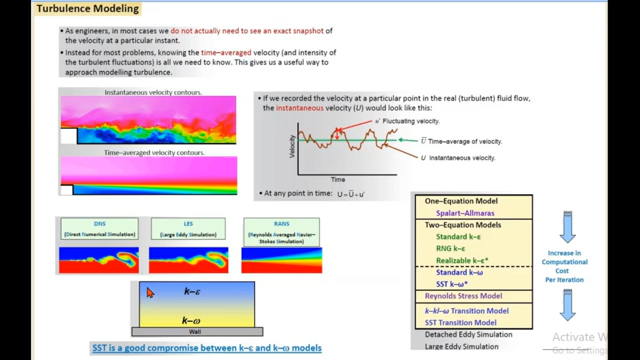 Turbulence Modeling
As engineers, in most cases we do not actually need to see an exact snapshot of
the velocity at a particular instant.
Instead for most problems, knowing the time–averaged velocity (and intensity of
the turbulent fluctuations) is all we need to know. This gives us a useful way to
approach modelling turbulence.
Instantaneous velocity contours.
Time–averaged velocity contours.
If we recorded the velocity at a particular point in the real (turbulent) fluid flow,
the instantaneous velocity (U) would look like this:
u' Fluctuating velocity.
Ū Time–average of velocity.
U Instantaneous velocity.
Velocity
Time
At any point in time: U = Ū + u'
DNS
(Direct Numerical Simulation)
LES
(Large Eddy Simulation)
RANS
(Reynolds Averaged Navier–
Stokes Simulation)
k–ε
k–ω
Wall
SST is a good compromise between k–ε and k–ω models
One–Equation Model
Spalart–Allmaras
Two–Equation Models
Standard k–ε
RNG k–ε
Realizable k–ε*
Standard k–ω
SST k–ω*
Reynolds Stress Model
k–kl–ω Transition Model
SST Transition Model
Detached Eddy Simulation
Large Eddy Simulation
Increase in
Computational
Cost
Per Iteration
Activate W
Go to Settings